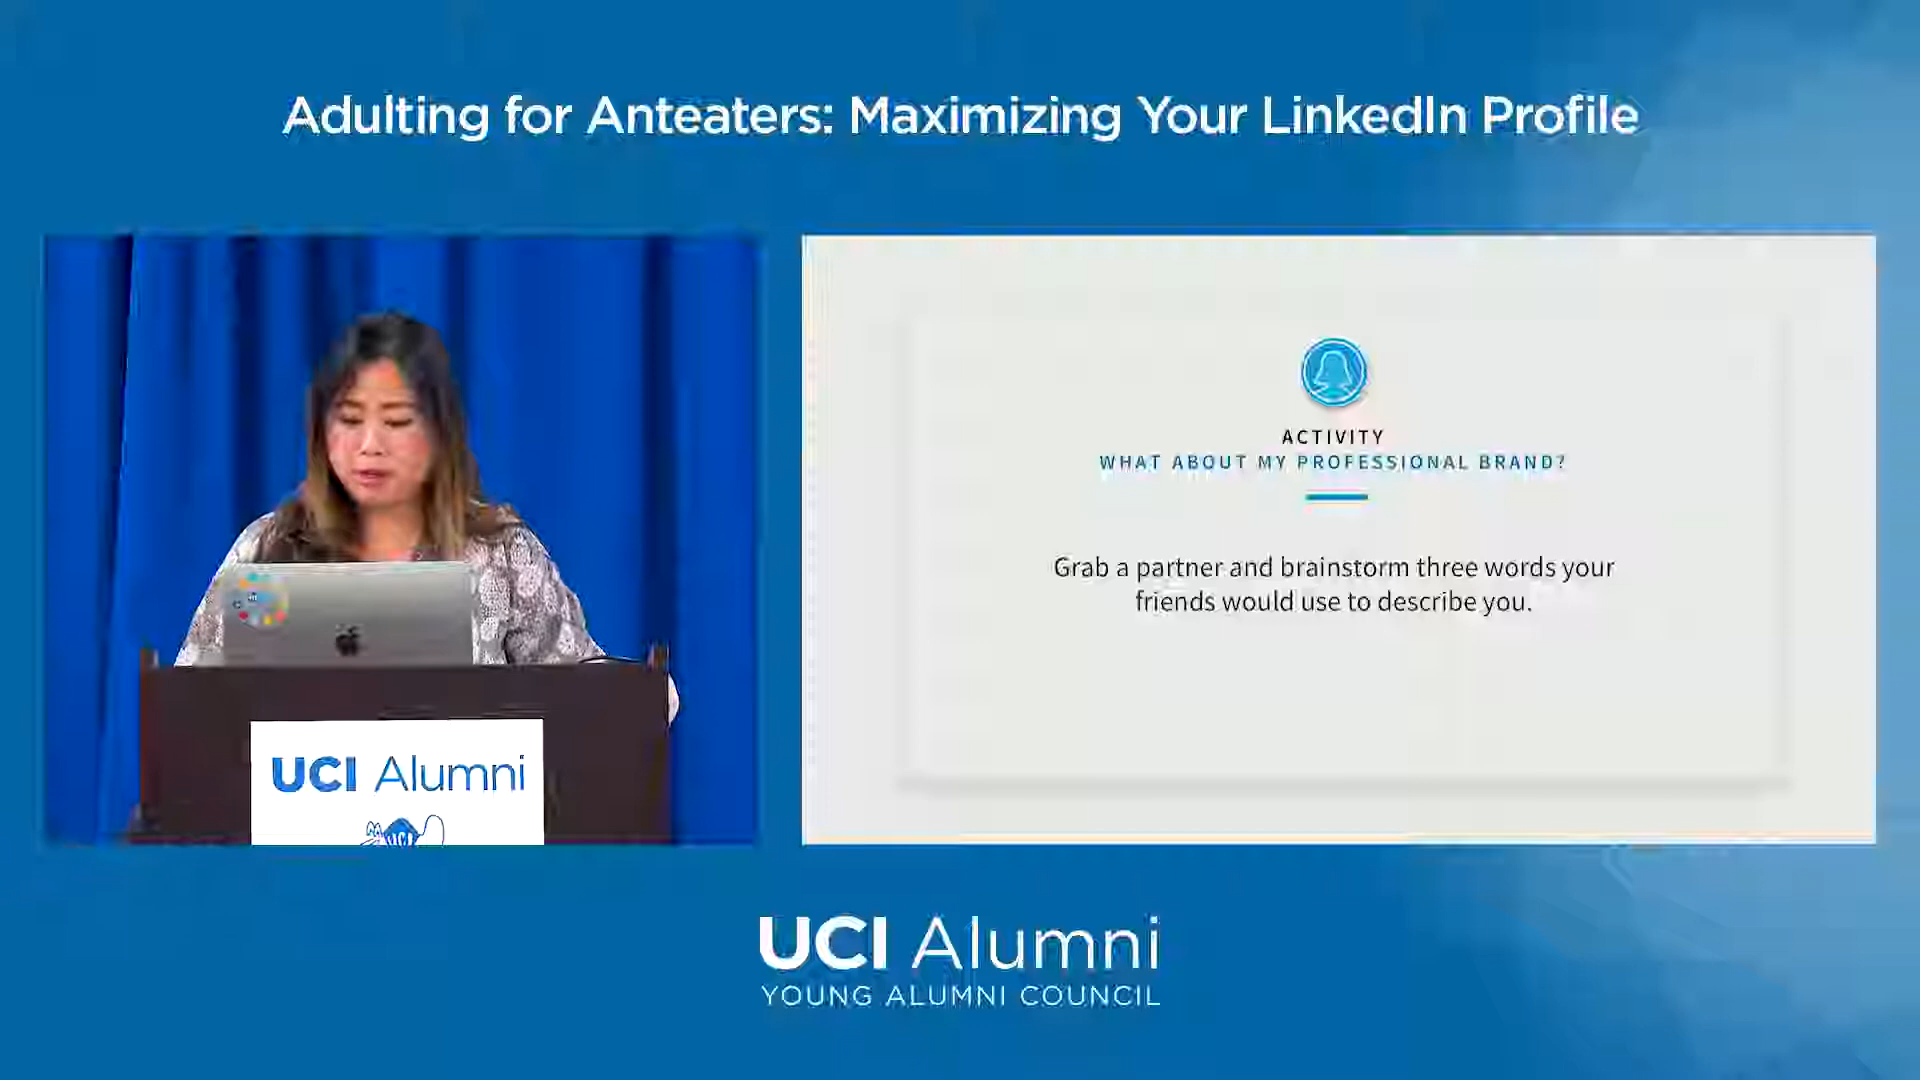 Adulting for Anteaters: Maximizing Your LinkedIn Profile
ACTIVITY
WHAT ABOUT MY PROFESSIONAL BRAND?
Grab a partner and brainstorm three words your
friends would use to describe you.
UCI Alumni
UCI
UCI Alumni
YOUNG ALUMNI COUNCIL